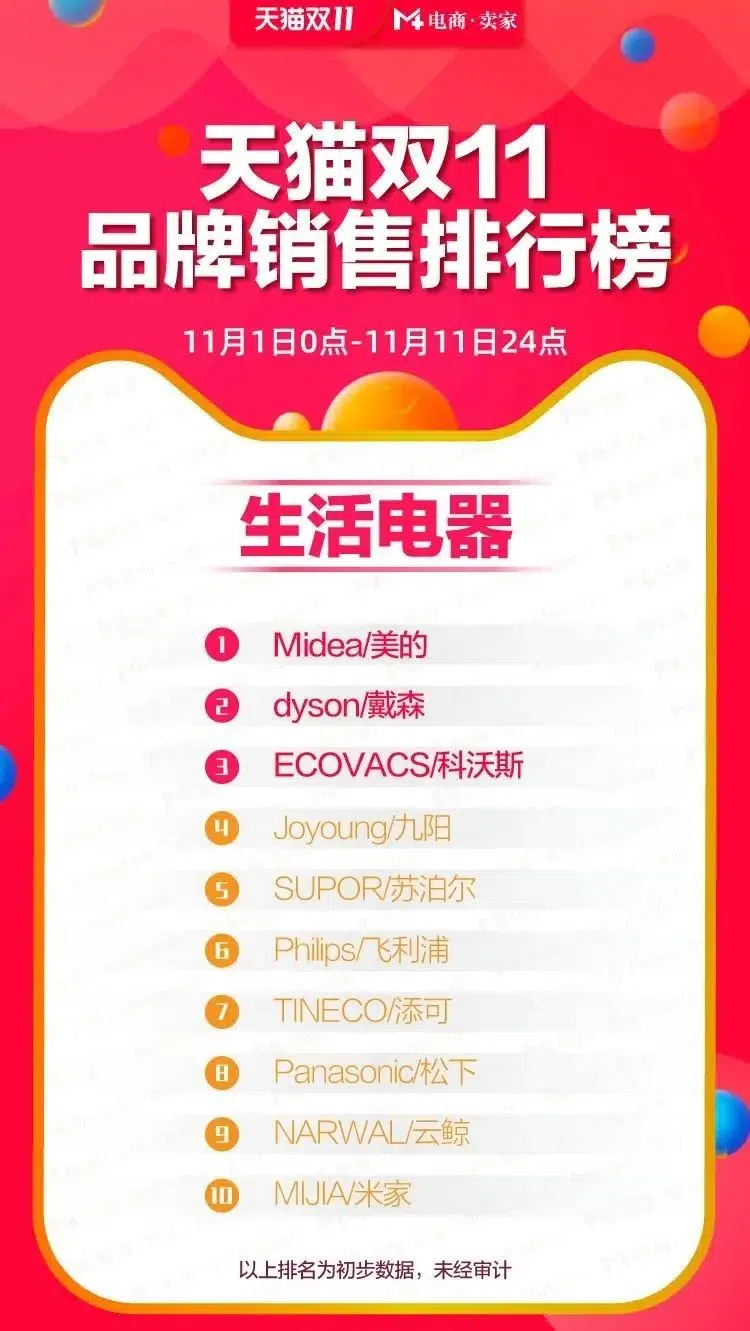 天猫双11 M4 电商·卖家
天猫双11
品牌销售排行榜
11月1日0点-11月11日24点
生活电器
1 Midea/美的
2 dyson/戴森
3 ECOVACS/科沃斯
4 Joyoung/九阳
5 SUPOR/苏泊尔
6 Philips/飞利浦
7 TINECO/添可
8 Panasonic/松下
9 NARWAL/云鲸
10 MIJIA/米家
以上排名为初步数据，未经审计